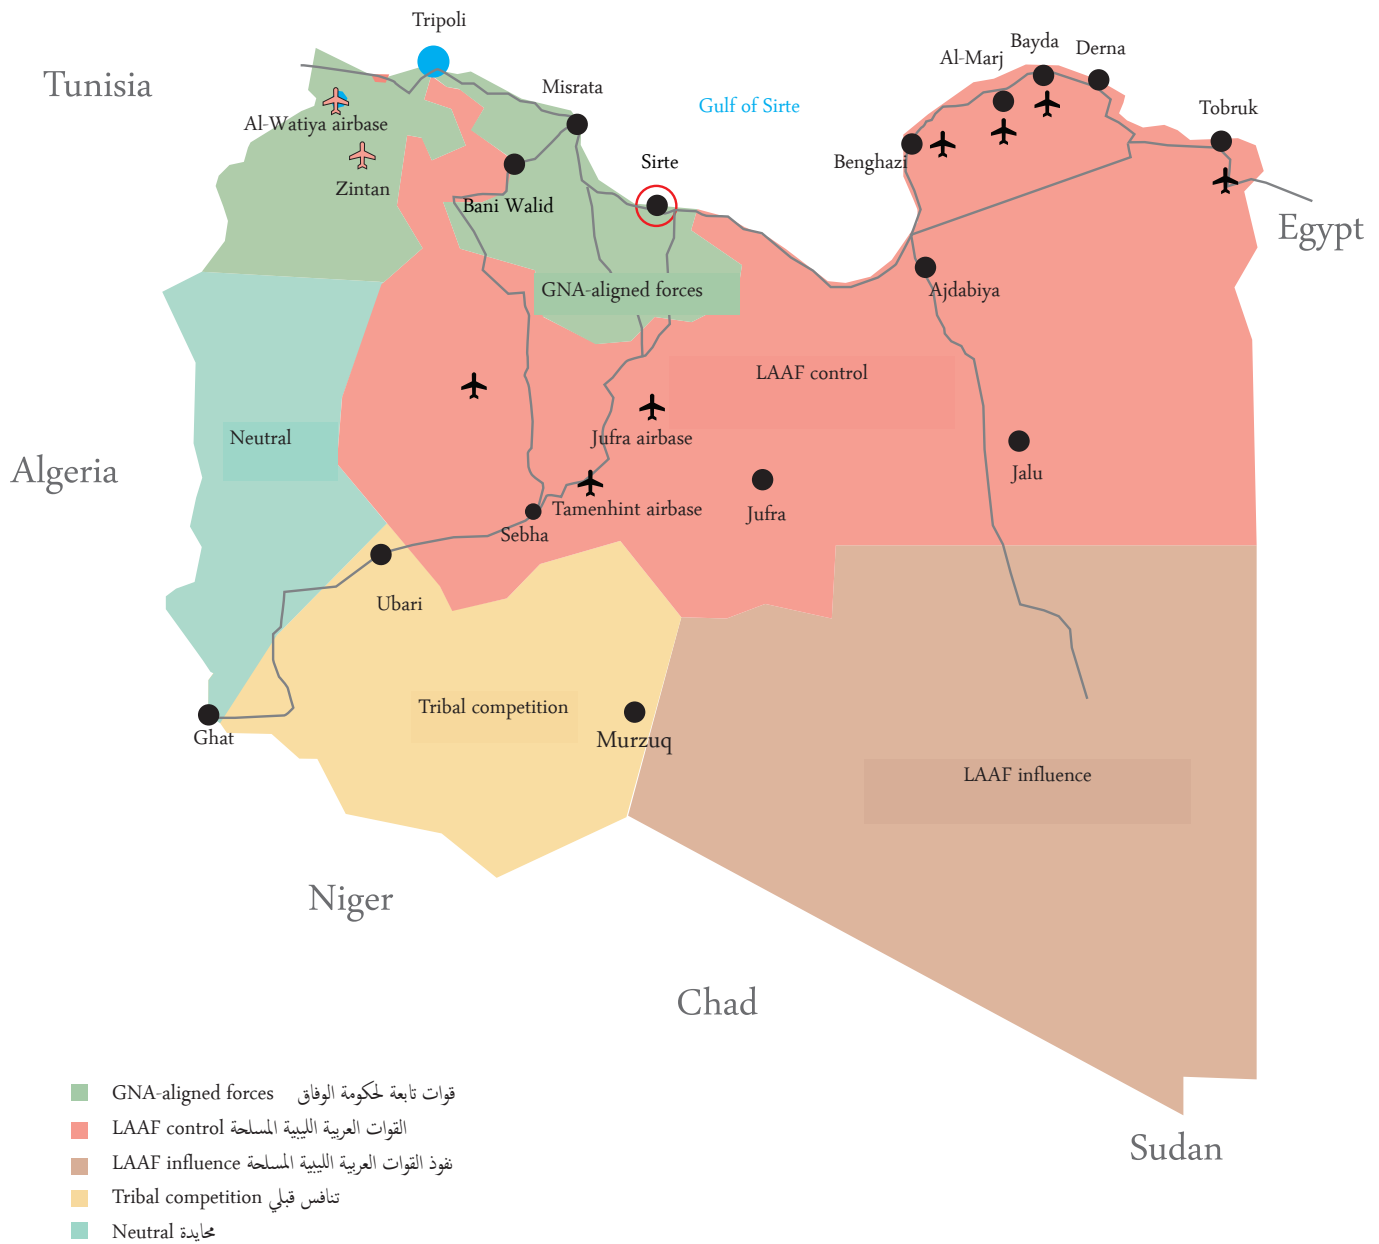 Tripoli
Tunisia
Misrata
Gulf of Sirte
Al-Marj
Bayda
Derna
Tobruk
Al-Watiya airbase
Zintan
Bani Walid
Sirte
Benghazi
Egypt
GNA-aligned forces
Ajdabiya
LAAF control
Neutral
Algeria
Jufra airbase
Jalu
Tamenhint airbase
Jufra
Sebha
Ubari
Tribal competition
Murzuq
Ghat
LAAF influence
Niger
Chad
Sudan
GNA-aligned forces قوات تابعة لحكومة الوفاق
LAAF control القوات العربية الليبية المسلحة
LAAF influence نفوذ القوات العربية الليبية المسلحة
Tribal competition تنافس قبلي
Neutral محايدة